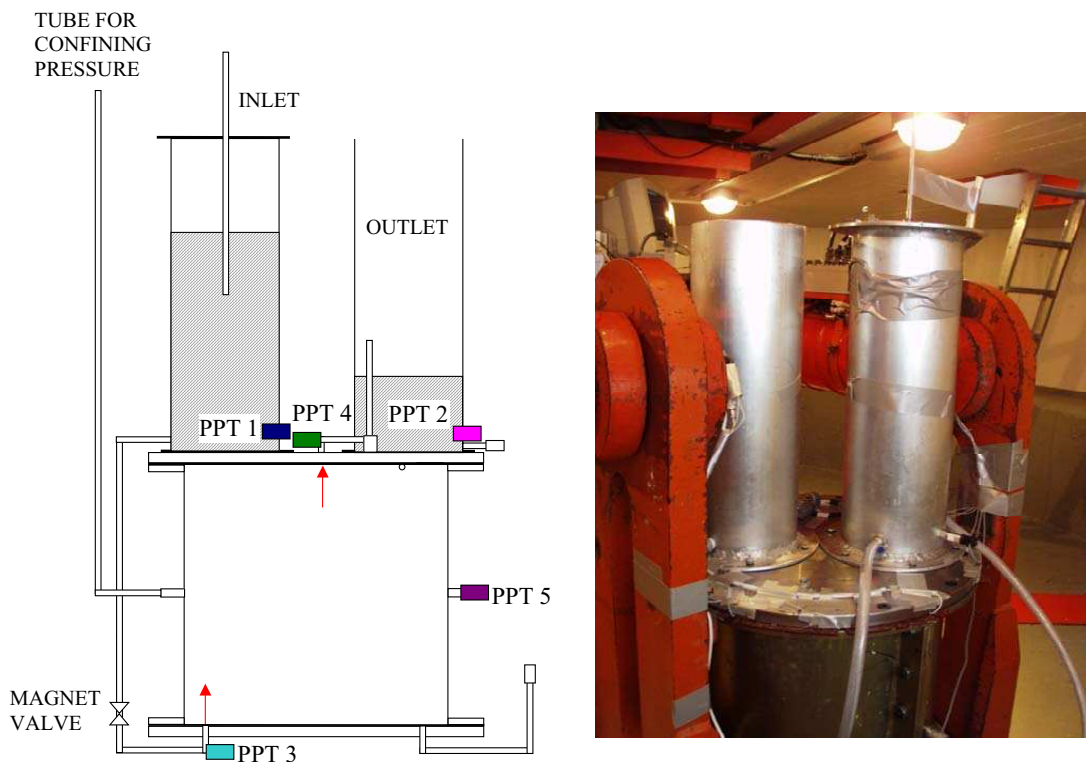 TUBE FOR
CONFINING
PRESSURE
INLET
OUTLET
PPT 1
PPT 4
PPT 2
PPT 5
MAGNET
VALVE
PPT 3